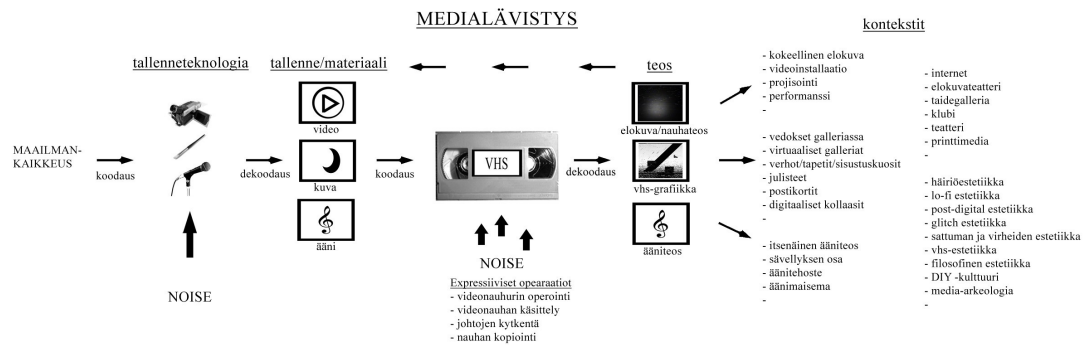 MEDIALÄVISTYS
tallenneteknologia
tallenne/materiaali
teos
kontekstit
MAAILMAN-
KAIKKEUS
koodaus
NOISE
dekoodaus
video
kuva
ääni
koodaus
VHS
NOISE
Expressiiviset opearaatiot
- videonauhurin operointi
- videonauhan käsittely
- johtojen kytkentä
- nauhan kopiointi
dekoodaus
elokuva/nauhateos
vhs-grafiikka
ääniteos
- kokeellinen elokuva
- videoinstallaatio
- projisointi
- performanssi
-
- vedokset galleriassa
- virtuaaliset galleriat
- verhot/tapetit/sisustuskuosit
- julisteet
- postikortit
- digitaaliset kollaasit
-
- itsenäinen ääniteos
- sävellyksen osa
- äänitehoste
- äänimaisema
-
- internet
- elokuvateatteri
- taidegalleria
- klubi
- teatteri
- printtimedia
-
- häiriöestetiikka
- lo-fi estetiikka
- post-digital estetiikka
- glitch estetiikka
- sattuman ja virheiden estetiikka
- vhs-estetiikka
- filosofinen estetiikka
- DIY -kulttuuri
- media-arkeologia
-